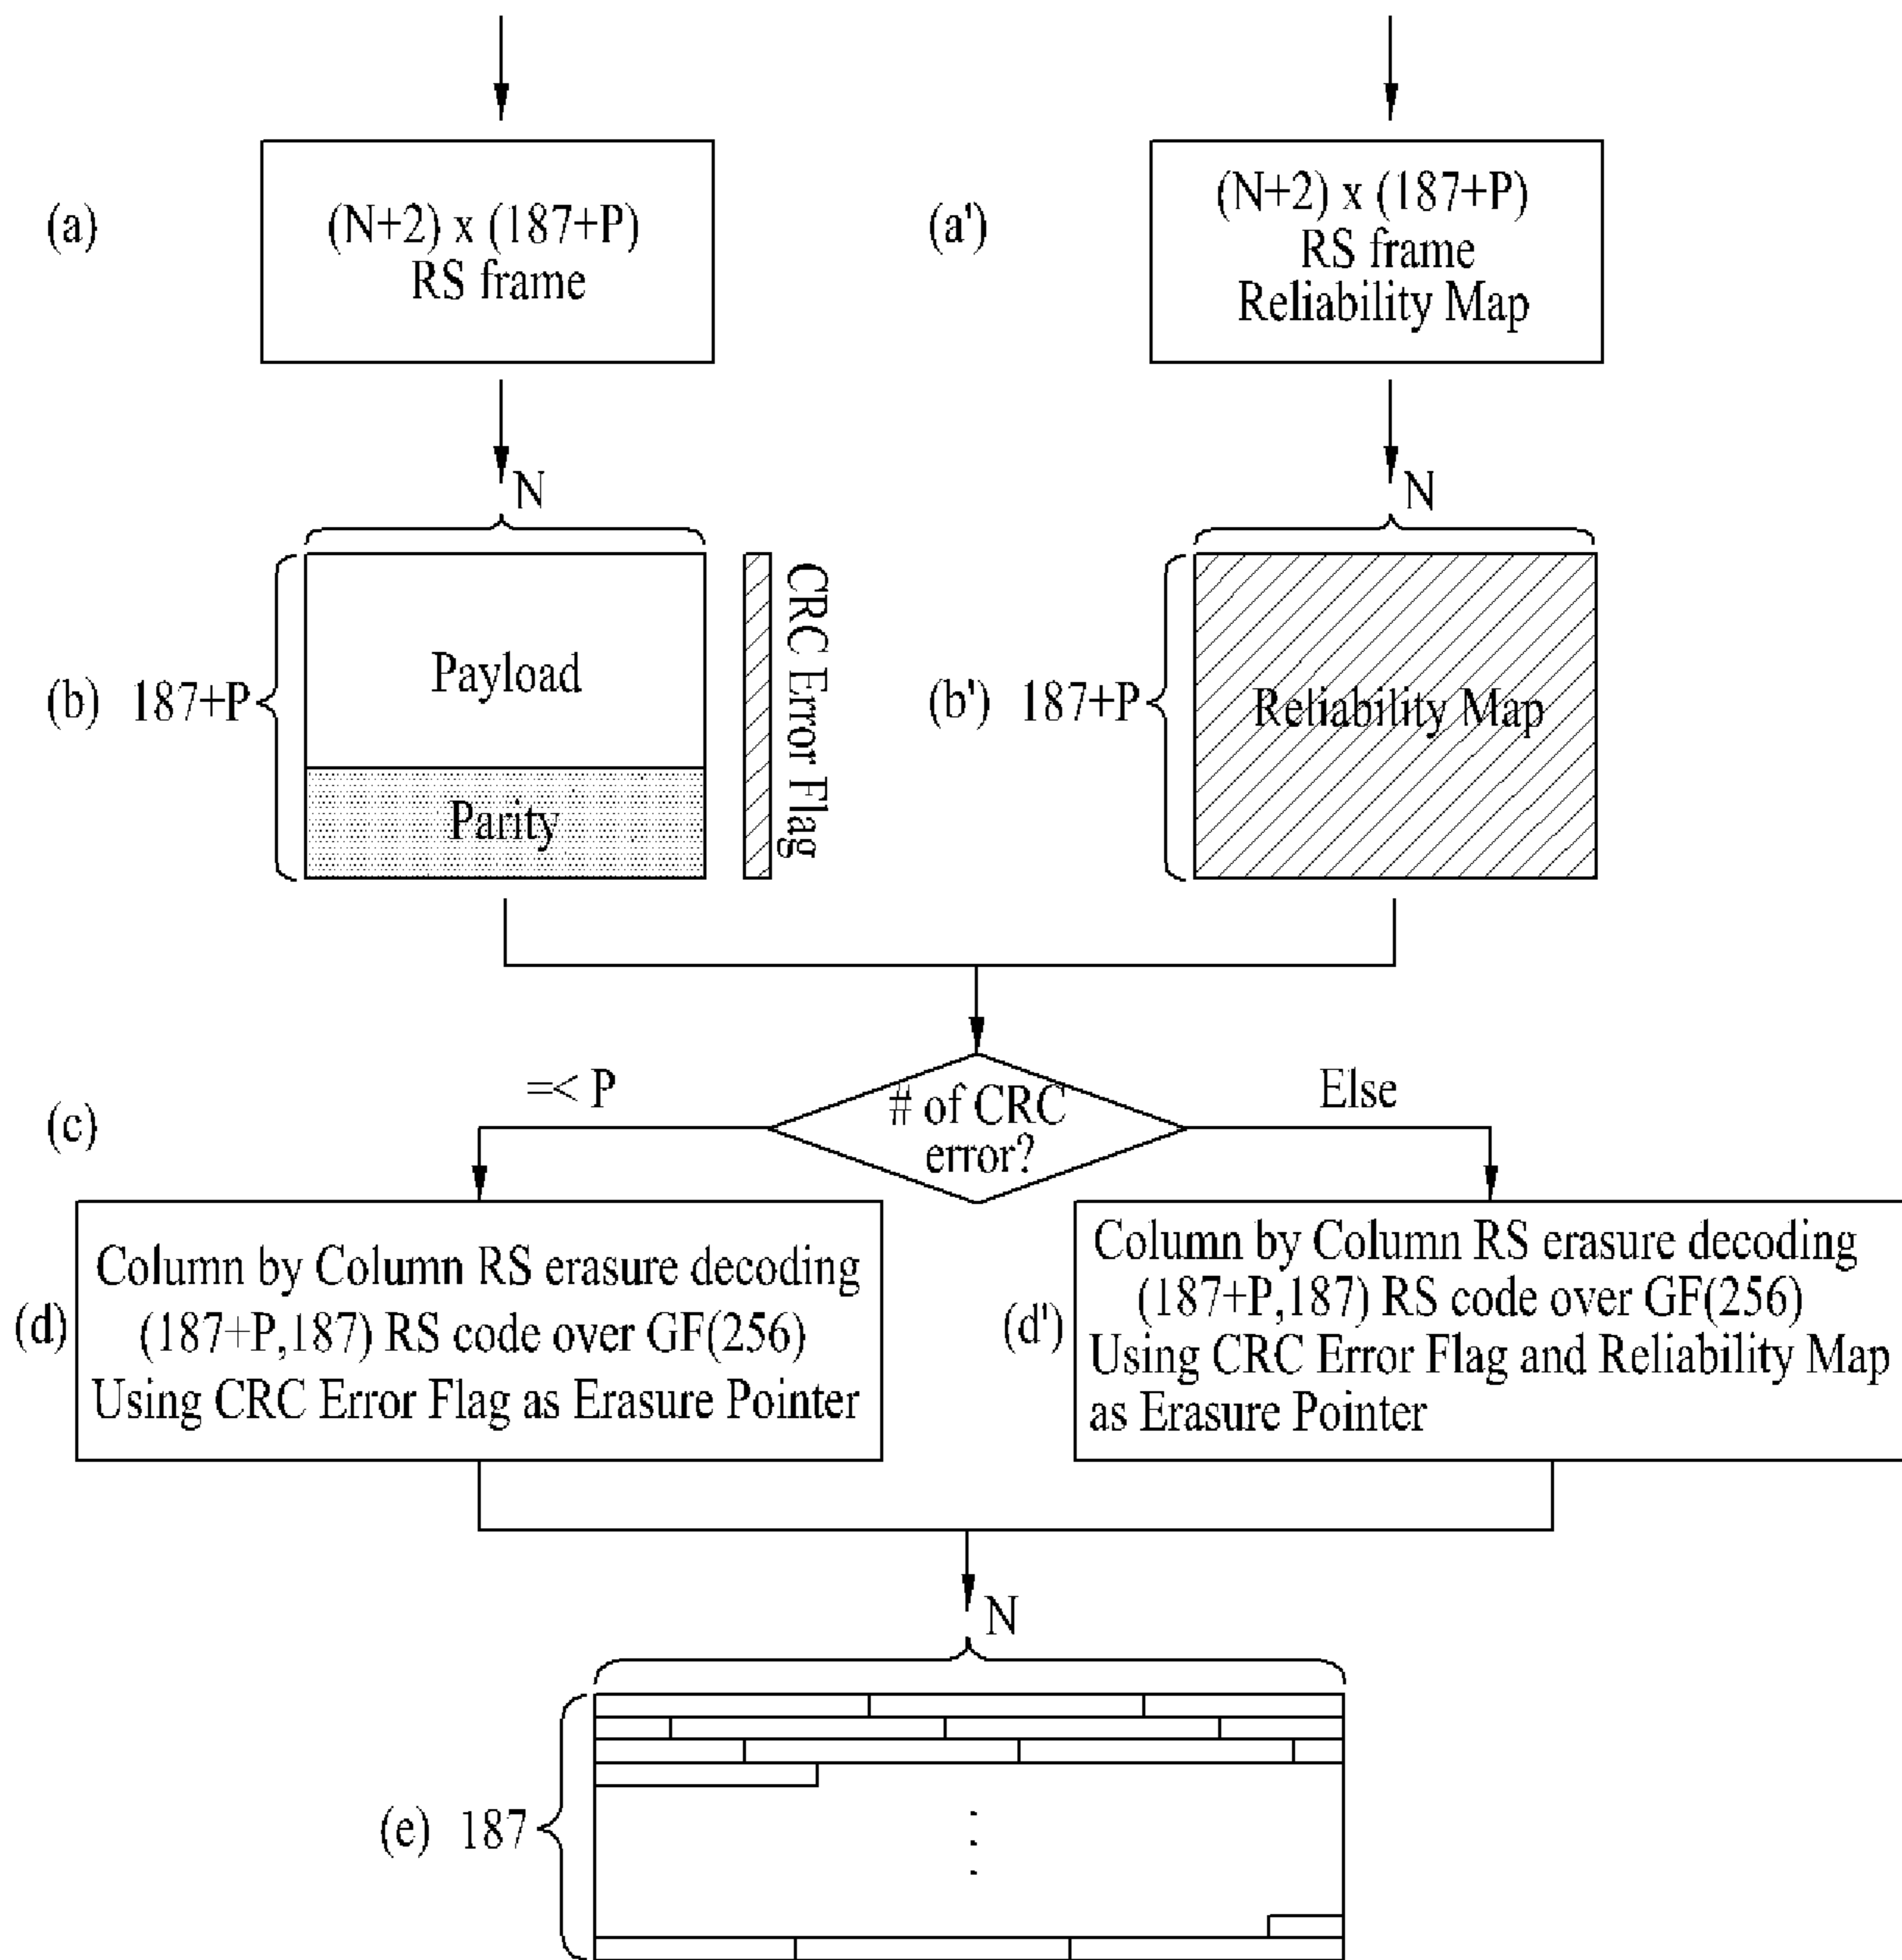 (a)
(N+2) x (187+P)
RS frame
(a')
(N+2) x (187+P)
RS frame
Reliability Map
N
N
(b)
187+P
Payload
Parity
CRC Error Flag
(b')
187+P
Reliability Map
(c)
=< P
# of CRC
error?
Else
(d)
Column by Column RS erasure decoding
(187+P,187) RS code over GF(256)
Using CRC Error Flag as Erasure Pointer
(d')
Column by Column RS erasure decoding
(187+P,187) RS code over GF(256)
Using CRC Error Flag and Reliability Map
as Erasure Pointer
N
(e)
187